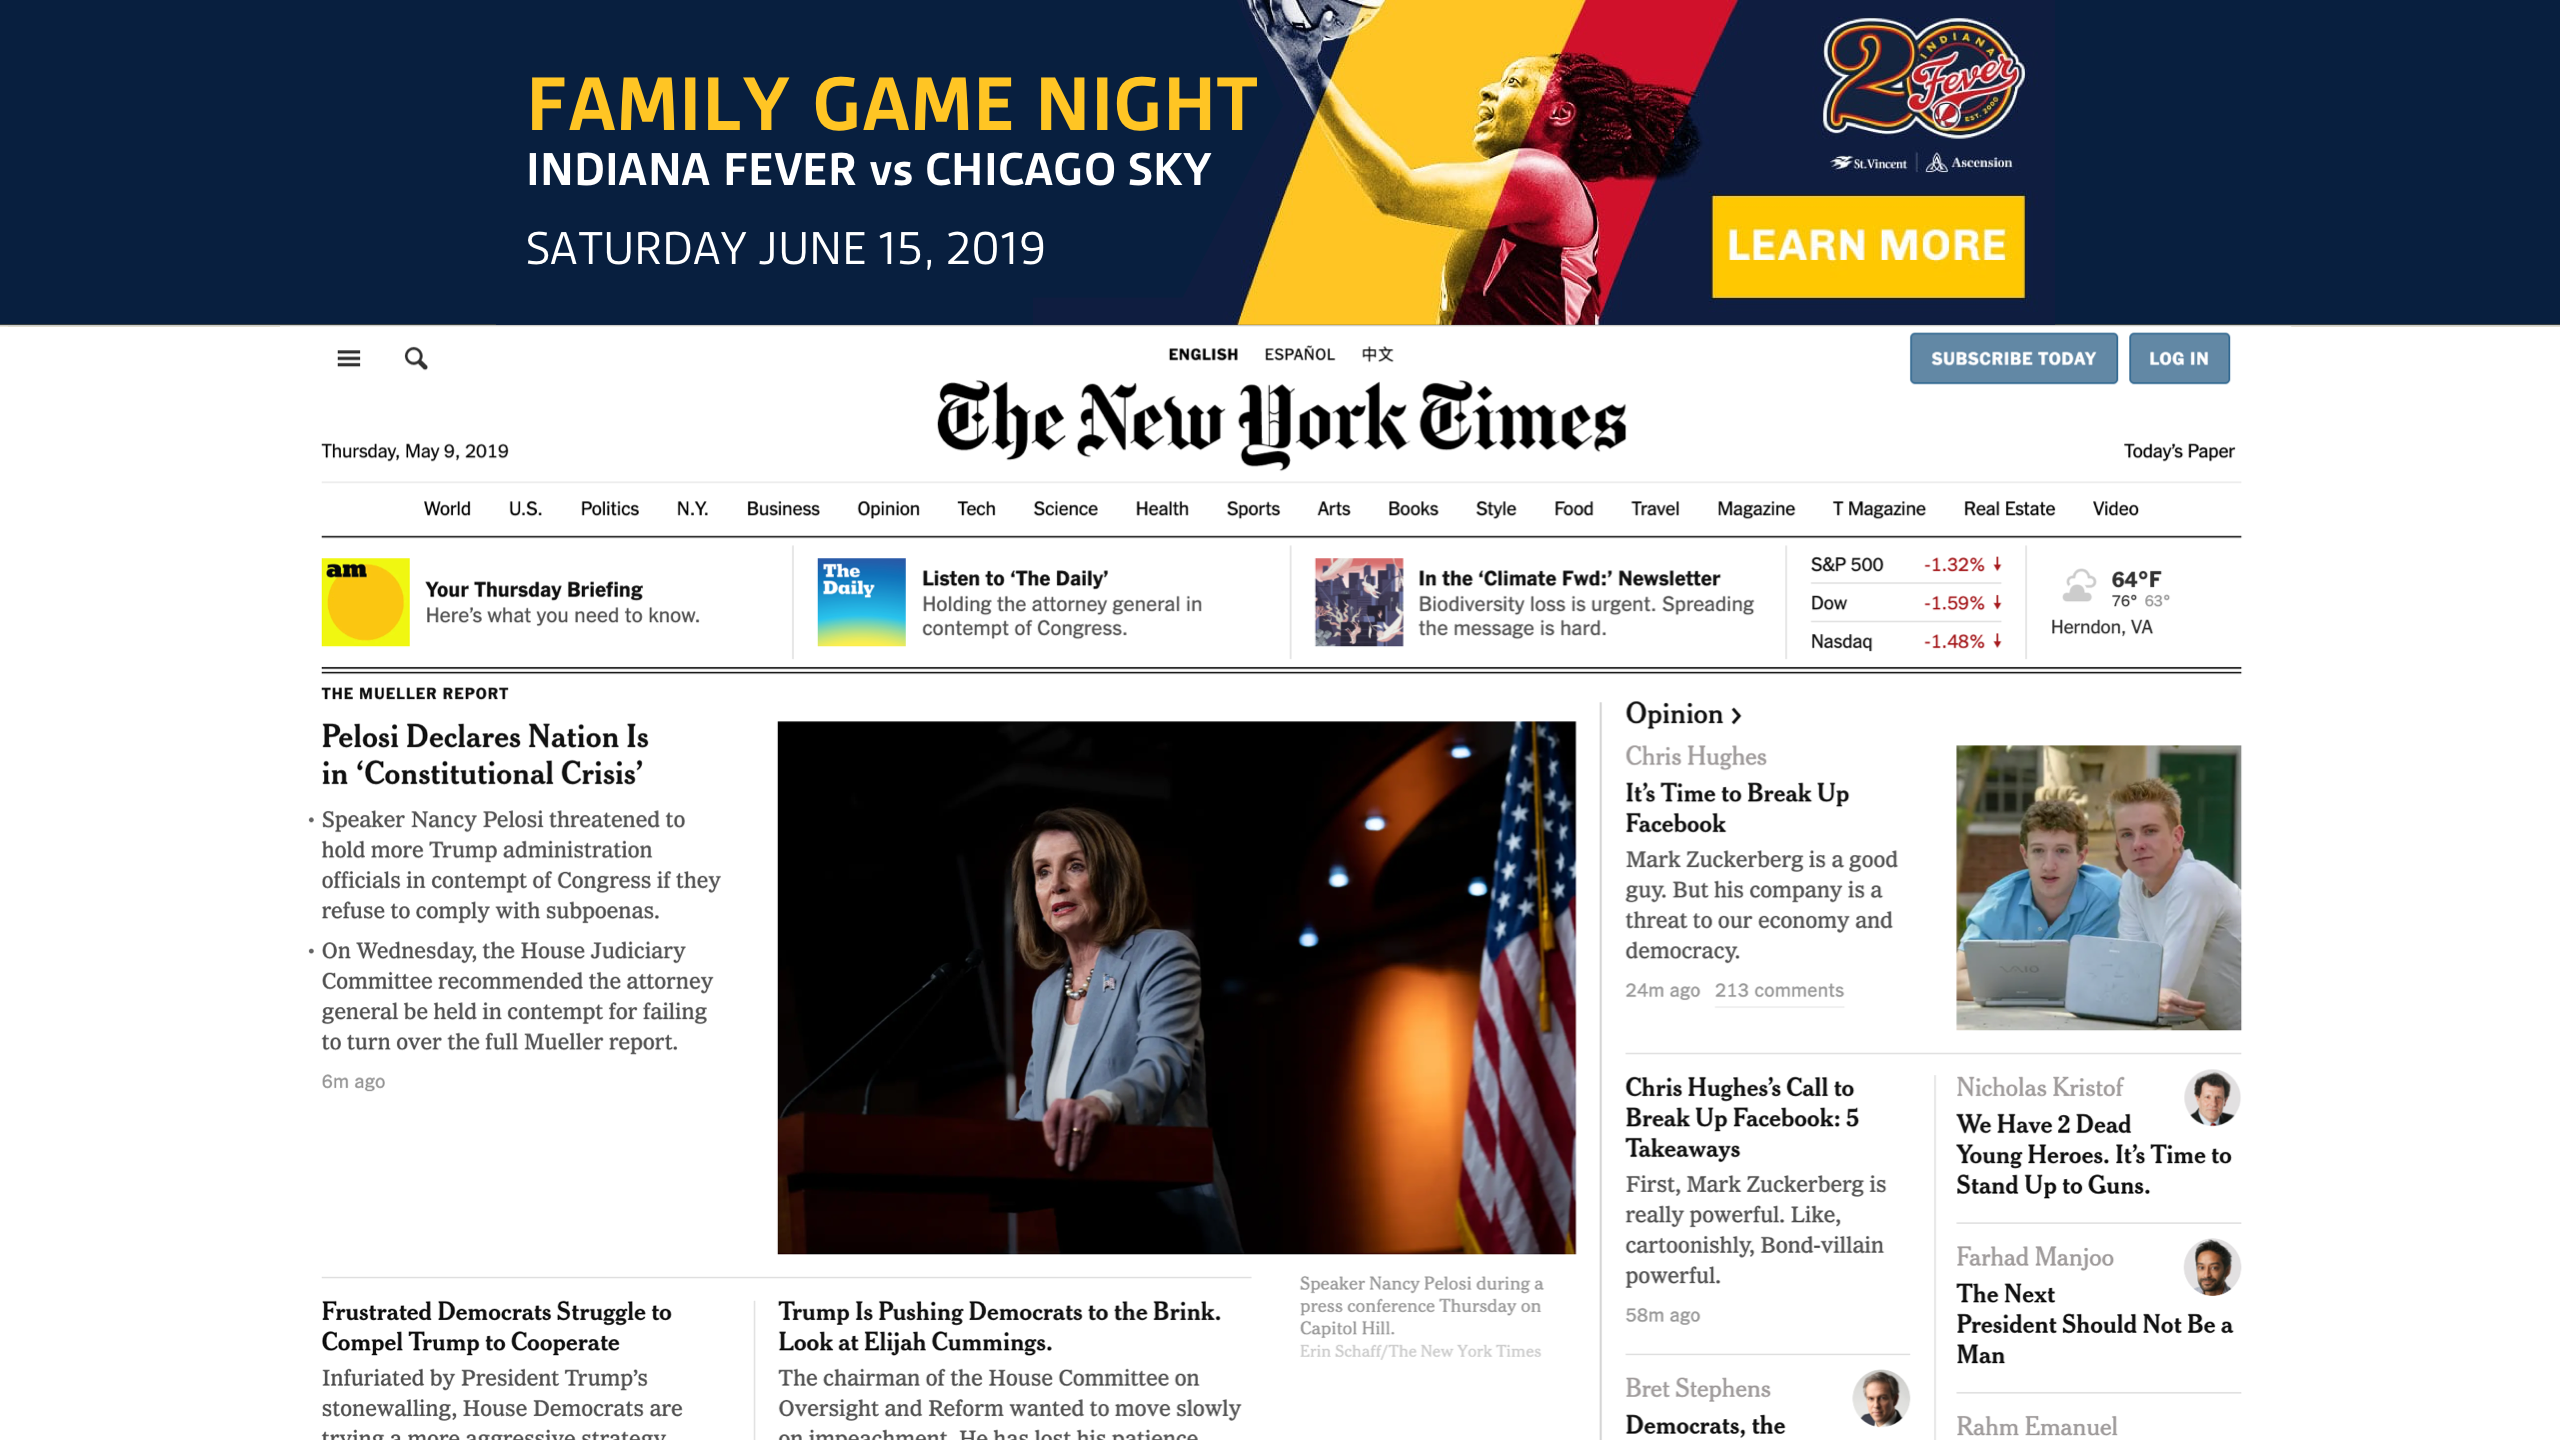 FAMILY GAME NIGHT
INDIANA FEVER vs CHICAGO SKY
SATURDAY JUNE 15, 2019
20
INDIANA
Fever
EST. 2000
St.Vincent
Ascension
LEARN MORE
ENGLISH ESPAÑOL 中文
SUBSCRIBE TODAY
LOG IN
The New York Times
Thursday, May 9, 2019
Today’s Paper
World U.S. Politics N.Y. Business Opinion Tech Science Health Sports Arts Books Style Food Travel Magazine T Magazine Real Estate Video
am
Your Thursday Briefing
Here’s what you need to know.
The
Daily
Listen to ‘The Daily’
Holding the attorney general in
contempt of Congress.
In the ‘Climate Fwd:’ Newsletter
Biodiversity loss is urgent. Spreading
the message is hard.
S&P 500 -1.32% ↓
Dow -1.59% ↓
Nasdaq -1.48% ↓
64°F
76° 63°
Herndon, VA
THE MUELLER REPORT
Pelosi Declares Nation Is
in ‘Constitutional Crisis’
• Speaker Nancy Pelosi threatened to
hold more Trump administration
officials in contempt of Congress if they
refuse to comply with subpoenas.
• On Wednesday, the House Judiciary
Committee recommended the attorney
general be held in contempt for failing
to turn over the full Mueller report.
6m ago
Speaker Nancy Pelosi during a
press conference Thursday on
Capitol Hill.
Erin Schaff/The New York Times
Frustrated Democrats Struggle to
Compel Trump to Cooperate
Infuriated by President Trump’s
stonewalling, House Democrats are
trying a more aggressive strategy
Trump Is Pushing Democrats to the Brink.
Look at Elijah Cummings.
The chairman of the House Committee on
Oversight and Reform wanted to move slowly
on impeachment. He has lost his patience.
Opinion >
Chris Hughes
It’s Time to Break Up
Facebook
Mark Zuckerberg is a good
guy. But his company is a
threat to our economy and
democracy.
24m ago 213 comments
VAIO
Chris Hughes’s Call to
Break Up Facebook: 5
Takeaways
First, Mark Zuckerberg is
really powerful. Like,
cartoonishly, Bond-villain
powerful.
58m ago
Bret Stephens
Democrats, the
Nicholas Kristof
We Have 2 Dead
Young Heroes. It’s Time to
Stand Up to Guns.
Farhad Manjoo
The Next
President Should Not Be a
Man
Rahm Emanuel